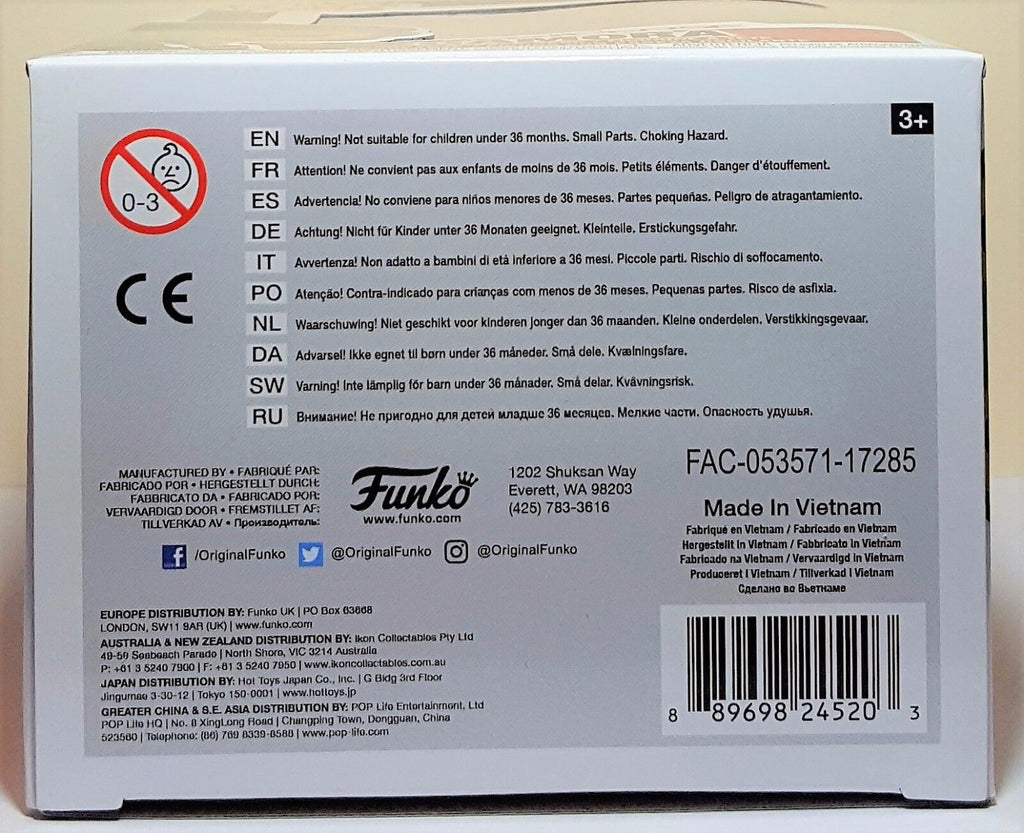 3+
0-3
CE
EN Warning! Not suitable for children under 36 months. Small Parts. Choking Hazard.
FR Attention! Ne convient pas aux enfants de moins de 36 mois. Petits éléments. Danger d'étouffement.
ES Advertencia! No conviene para niños menores de 36 meses. Partes pequeñas. Peligro de atragantamiento.
DE Achtung! Nicht für Kinder unter 36 Monaten geeignet. Kleinteile. Erstickungsgefahr.
IT Avvertenza! Non adatto a bambini di età inferiore a 36 mesi. Piccole parti. Rischio di soffocamento.
PO Atenção! Contra-indicado para crianças com menos de 36 meses. Pequenas partes. Risco de asfixia.
NL Waarschuwing! Niet geschikt voor kinderen jonger dan 36 maanden. Kleine onderdelen. Verstikkingsgevaar.
DA Advarsel! Ikke egnet til børn under 36 måneder. Små dele. Kvælningsfare.
SW Varning! Inte lämplig för barn under 36 månader. Små delar. Kvävningsrisk.
RU Внимание! Не пригодно для детей младше 36 месяцев. Мелкие части. Опасность удушья.
MANUFACTURED BY • FABRIQUÉ PAR:
FABRICADO POR • HERGESTELLT DURCH:
FABBRICATO DA • FABRICADO POR:
VERVAARDIGD DOOR • FREMSTILLET AF:
TILLVERKAD AV • Производитель:
Funko
www.funko.com
1202 Shuksan Way
Everett, WA 98203
(425) 783-3616
/OriginalFunko @OriginalFunko @OriginalFunko
FAC-053571-17285
Made In Vietnam
Fabriqué en Vietnam / Fabricado en Vietnam
Hergestellt in Vietnam / Fabbricato in Vietnam
Fabricado na Vietnam / Vervaardigd in Vietnam
Produceret I Vietnam / Tillverkad I Vietnam
Сделано во Вьетнаме
EUROPE DISTRIBUTION BY: Funko UK | PO Box 63868
LONDON, SW11 9AR (UK) | www.funko.com
AUSTRALIA & NEW ZEALAND DISTRIBUTION BY: Ikon Collectables Pty Ltd
49-59 Seabeach Parade | North Shore, VIC 3214 Australia
P: +61 3 5240 7900 | F: +61 3 5240 7950 | www.ikoncollectables.com.au
JAPAN DISTRIBUTION BY: Hot Toys Japan Co., Inc. | G Bldg 3rd Floor
Jingumae 3-30-12 | Tokyo 150-0001 | www.hottoys.jp
GREATER CHINA & S.E. ASIA DISTRIBUTION BY: POP Life Entertainment, Ltd
POP Life HQ | No. 8 XingLong Road | Changping Town, Dongguan, China
523560 | Telophone: (86) 769 8339-8588 | www.pop-life.com
8 89698 24520 3